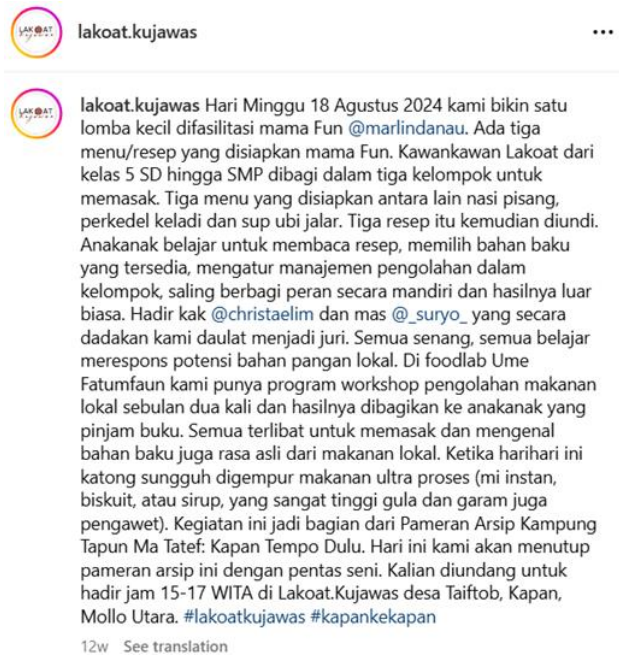 LAKOAT
Kujawas
lakoat.kujawas
LAKOAT
Kujawas
lakoat.kujawas Hari Minggu 18 Agustus 2024 kami bikin satu
lomba kecil difasilitasi mama Fun @marlindanau. Ada tiga
menu/resep yang disiapkan mama Fun. Kawankawan Lakoat dari
kelas 5 SD hingga SMP dibagi dalam tiga kelompok untuk
memasak. Tiga menu yang disiapkan antara lain nasi pisang,
perkedel keladi dan sup ubi jalar. Tiga resep itu kemudian diundi.
Anakanak belajar untuk membaca resep, memilih bahan baku
yang tersedia, mengatur manajemen pengolahan dalam
kelompok, saling berbagi peran secara mandiri dan hasilnya luar
biasa. Hadir kak @christaelim dan mas @_suryo_ yang secara
dadakan kami daulat menjadi juri. Semua senang, semua belajar
merespons potensi bahan pangan lokal. Di foodlab Ume
Fatumfaun kami punya program workshop pengolahan makanan
lokal sebulan dua kali dan hasilnya dibagikan ke anakanak yang
pinjam buku. Semua terlibat untuk memasak dan mengenal
bahan baku juga rasa asli dari makanan lokal. Ketika harihari ini
katong sungguh digempur makanan ultra proses (mi instan,
biskuit, atau sirup, yang sangat tinggi gula dan garam juga
pengawet). Kegiatan ini jadi bagian dari Pameran Arsip Kampung
Tapun Ma Tatef: Kapan Tempo Dulu. Hari ini kami akan menutup
pameran arsip ini dengan pentas seni. Kalian diundang untuk
hadir jam 15-17 WITA di Lakoat.Kujawas desa Taiftob, Kapan,
Mollo Utara. #lakoatkujawas #kapankekapan
12w See translation